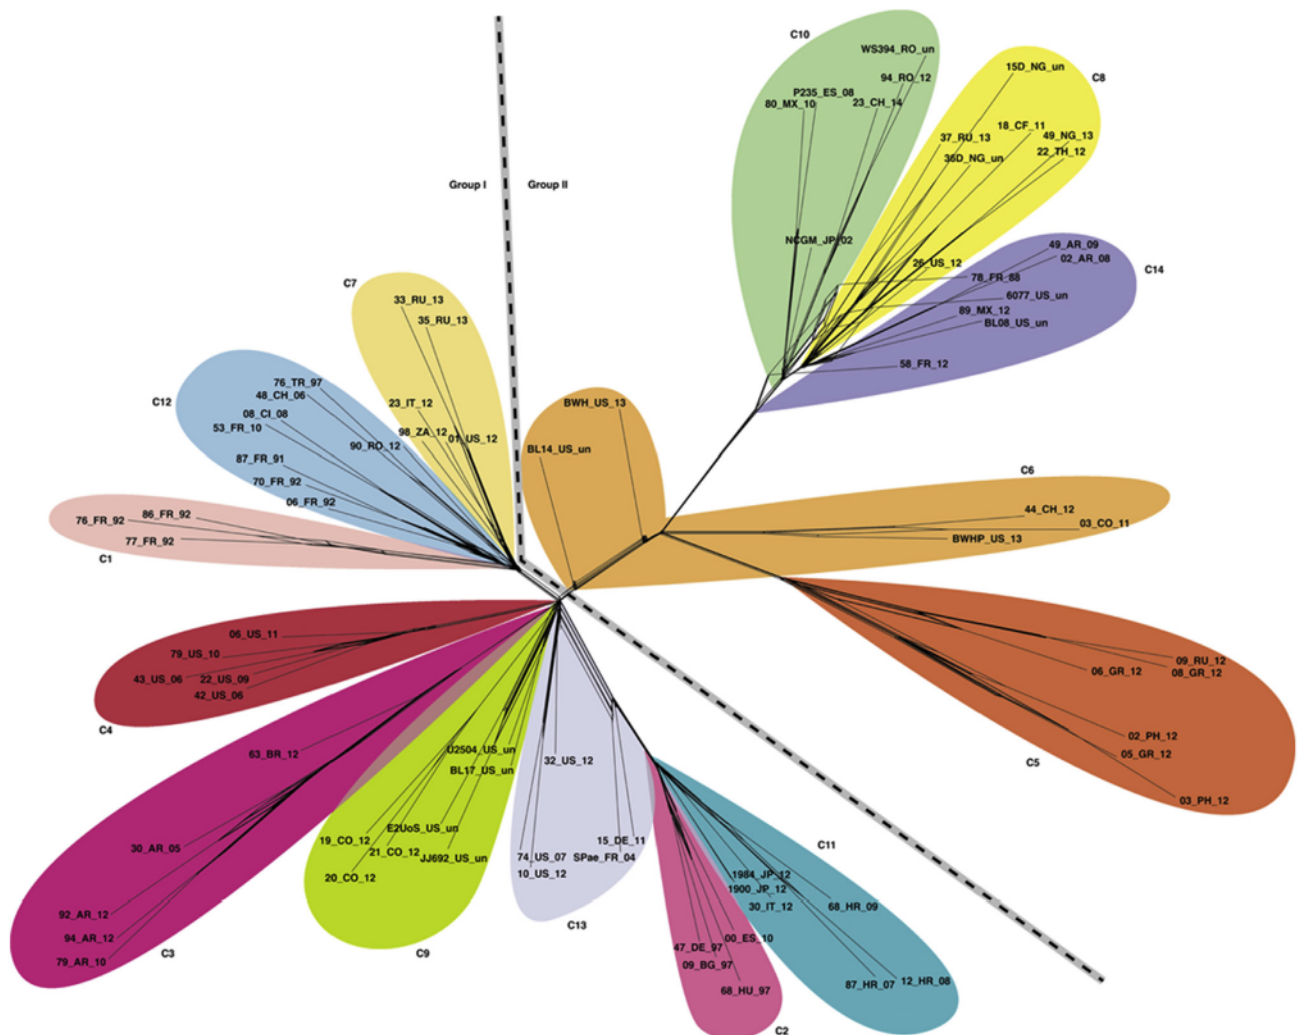 C10
WS394_RO_un
15D_NG_un
C8
94_RO_12
P235_ES_08
80_MX_10
23_CH_14
18_CF_11
37_RU_13
49_NG_13
22_TH_12
35D_NG_un
Group I
Group II
NCGM_JP_02
49_AR_09
02_AR_08
26_US_12
C14
78_FR_88
6077_US_un
89_MX_12
BL08_US_un
58_FR_12
C7
33_RU_13
35_RU_13
C12
76_TR_97
48_CH_06
08_CI_08
53_FR_10
23_IT_12
98_ZA_12
01_US_12
90_RO_12
87_FR_91
70_FR_92
06_FR_92
BWH_US_13
BL14_US_un
C6
44_CH_12
03_CO_11
BWHP_US_13
86_FR_92
76_FR_92
77_FR_92
C1
06_US_11
79_US_10
43_US_06
22_US_09
42_US_06
C4
09_RU_12
08_GR_12
06_GR_12
02_PH_12
05_GR_12
C5
03_PH_12
63_BR_12
U2504_US_un
BL17_US_un
32_US_12
30_AR_05
19_CO_12
E2UoS_US_un
21_CO_12
JJ692_US_un
20_CO_12
15_DE_11
74_US_07
SPae_FR_04
10_US_12
C11
1984_JP_12
1900_JP_12
30_IT_12
68_HR_09
92_AR_12
94_AR_12
79_AR_10
C3
C9
C13
00_ES_10
47_DE_97
09_BG_97
68_HU_97
87_HR_07
12_HR_08
C2